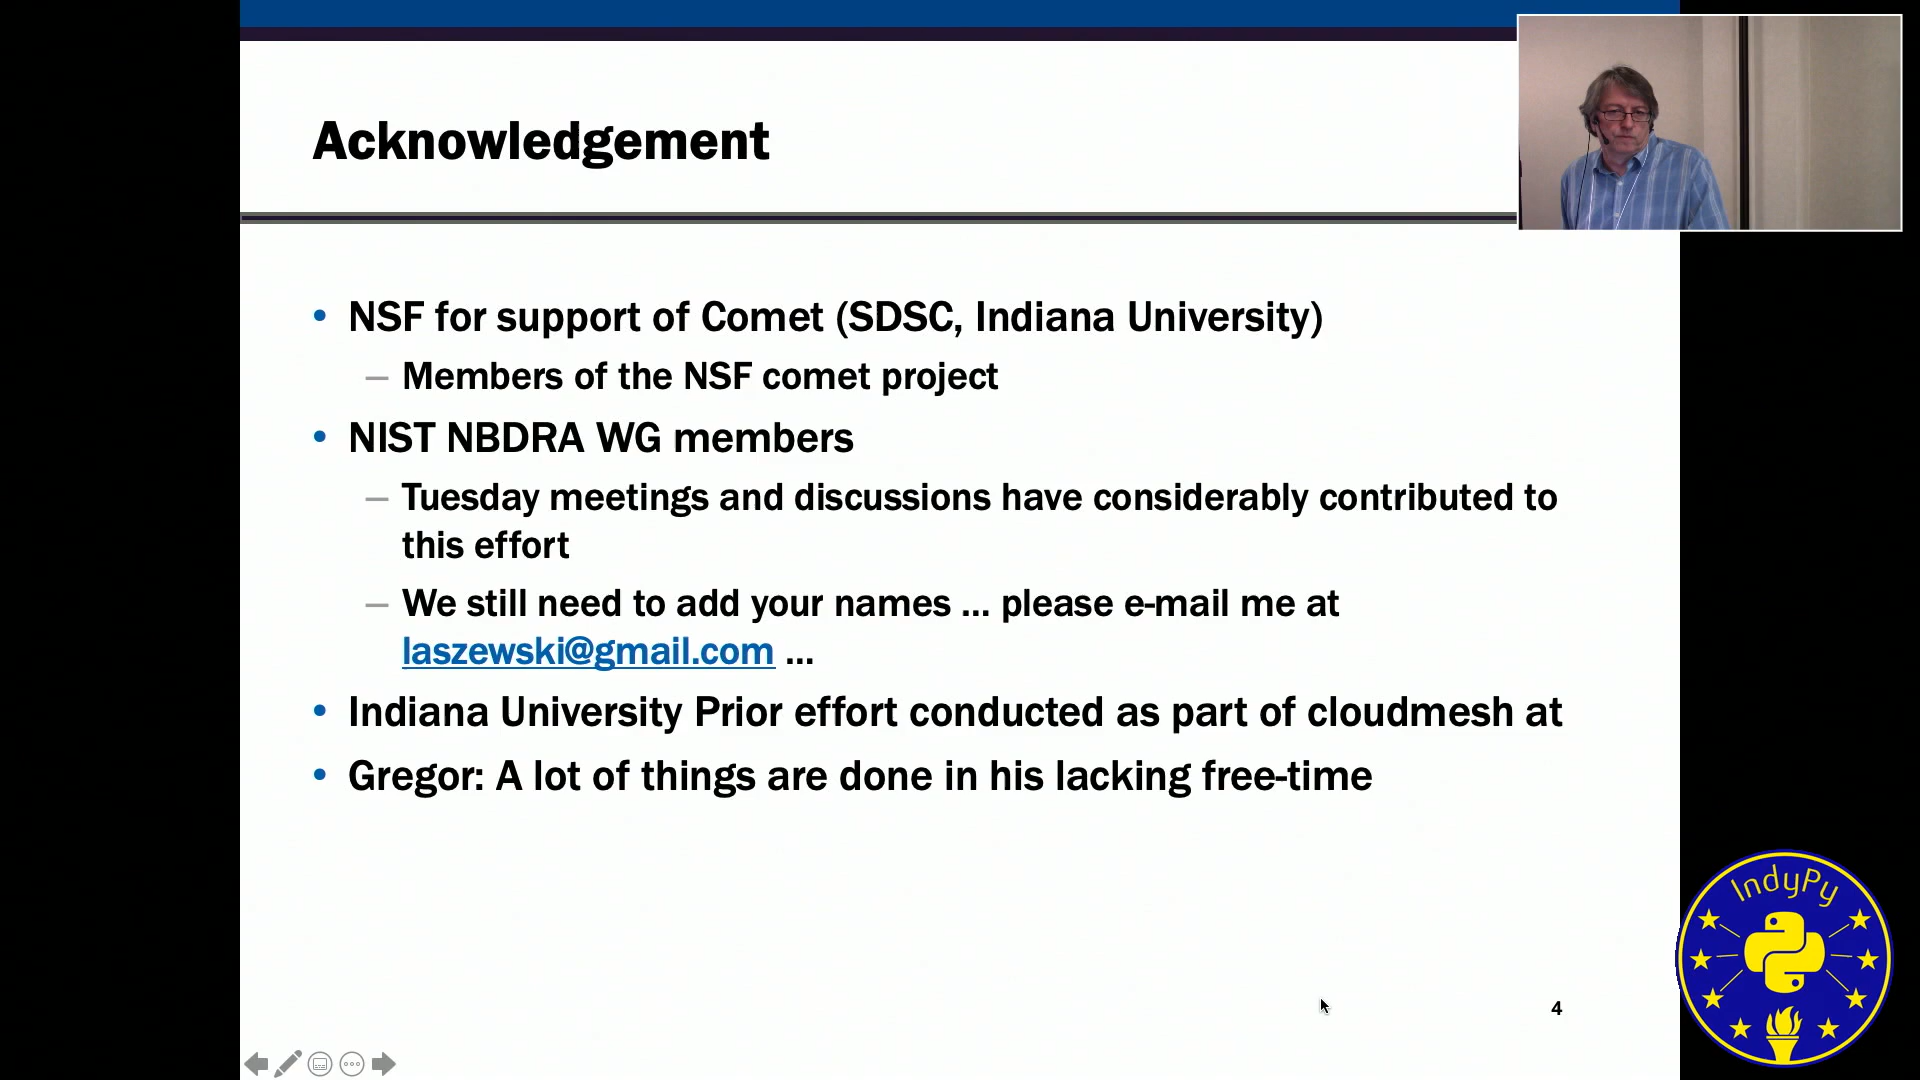 Acknowledgement
• NSF for support of Comet (SDSC, Indiana University)
– Members of the NSF comet project
• NIST NBDRA WG members
– Tuesday meetings and discussions have considerably contributed to
this effort
– We still need to add your names ... please e-mail me at
laszewski@gmail.com ...
• Indiana University Prior effort conducted as part of cloudmesh at
• Gregor: A lot of things are done in his lacking free-time
IndyPy
4